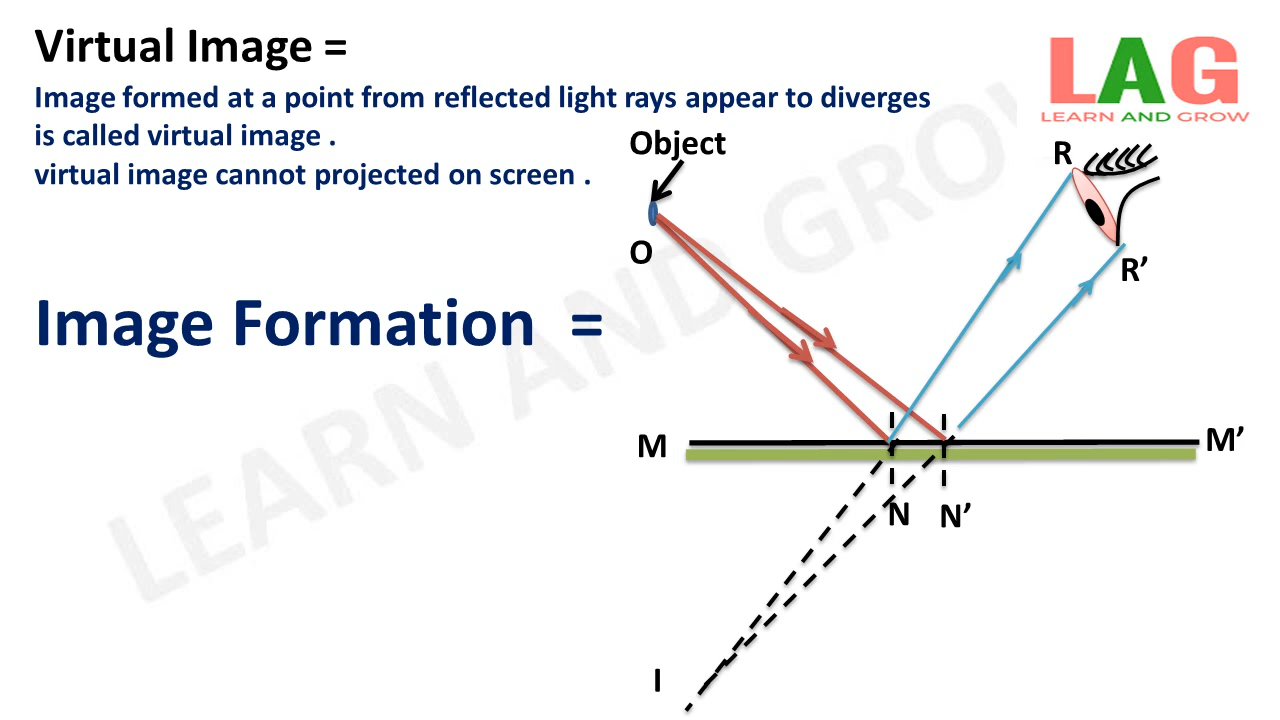 Virtual Image =
Image formed at a point from reflected light rays appear to diverges
is called virtual image .
virtual image cannot projected on screen .
LAG
LEARN AND GROW
Object
R
O
R’
Image Formation =
M
M’
N
N’
I
LEARN AND GROW